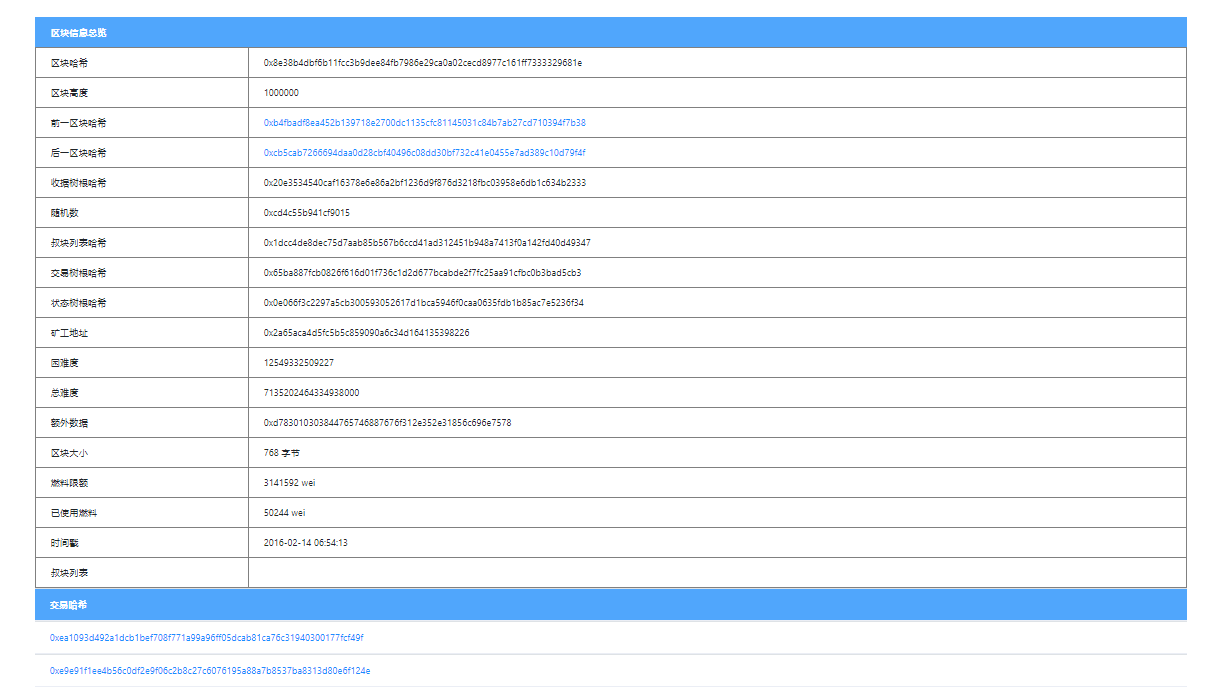 区块信息总览
区块哈希 0x8e38b4dbf6b11fcc3b9dee84fb7986e29ca0a02cecd8977c161ff7333329681e
区块高度 1000000
前一区块哈希 0xb4fbadf8ea452b139718e2700dc1135cfc81145031c84b7ab27cd710394f7b38
后一区块哈希 0xcb5cab7266694daa0d28cbf40496c08dd30bf732c41e0455e7ad389c10d79f4f
收据树根哈希 0x20e3534540caf16378e6e86a2bf1236d9f876d3218fbc03958e6db1c634b2333
随机数 0xcd4c55b941cf9015
叔块列表哈希 0x1dcc4de8dec75d7aab85b567b6ccd41ad312451b948a7413f0a142fd40d49347
交易树根哈希 0x65ba887fcb0826f616d01f736c1d2d677bcabde2f7fc25aa91cfbc0b3bad5cb3
状态树根哈希 0x0e066f3c2297a5cb300593052617d1bca5946f0caa0635fdb1b85ac7e5236f34
矿工地址 0x2a65aca4d5fc5b5c859090a6c34d164135398226
困难度 12549332509227
总难度 7135202464334938000
额外数据 0xd783010303844765746887676f312e352e31856c696e7578
区块大小 768 字节
燃料限额 3141592 wei
已使用燃料 50244 wei
时间戳 2016-02-14 06:54:13
叔块列表
交易哈希
0xea1093d492a1dcb1bef708f771a99a96ff05dcab81ca76c31940300177fcf49f
0xe9e91f1ee4b56c0df2e9f06c2b8c27c6076195a88a7b8537ba8313d80e6f124e